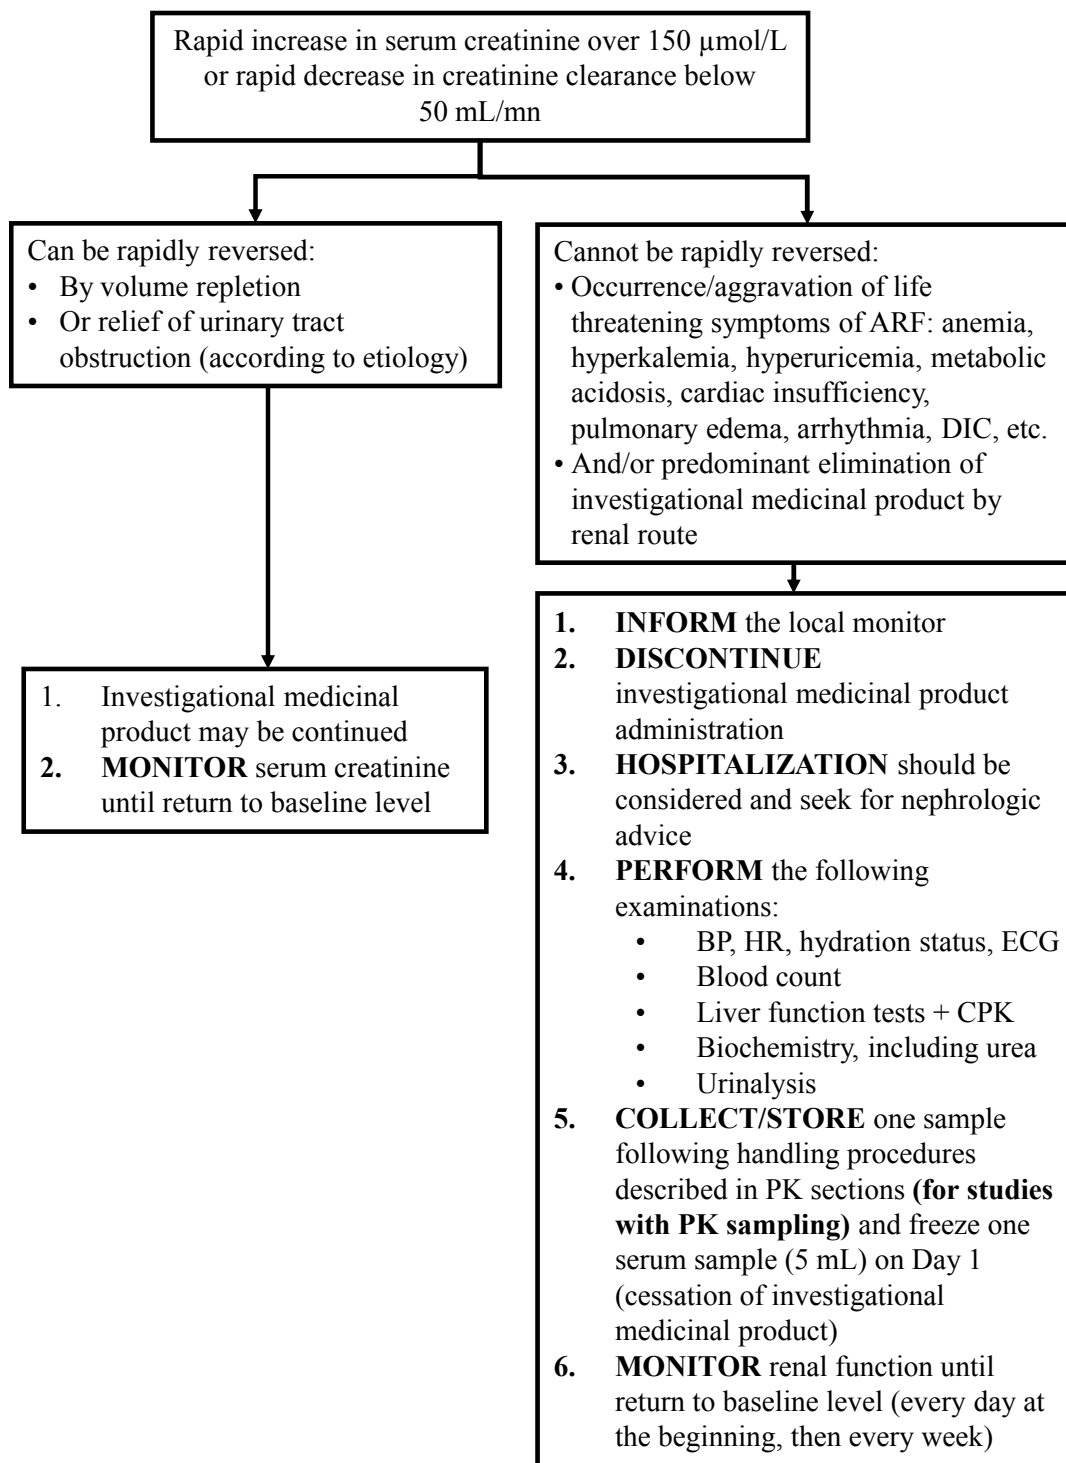 Rapid increase in serum creatinine over 150 µmol/L
or rapid decrease in creatinine clearance below
50 mL/mn
Can be rapidly reversed:
• By volume repletion
• Or relief of urinary tract
obstruction (according to etiology)
Cannot be rapidly reversed:
• Occurrence/aggravation of life
threatening symptoms of ARF: anemia,
hyperkalemia, hyperuricemia, metabolic
acidosis, cardiac insufficiency,
pulmonary edema, arrhythmia, DIC, etc.
• And/or predominant elimination of
investigational medicinal product by
renal route
1. Investigational medicinal
product may be continued
2. MONITOR serum creatinine
until return to baseline level
1. INFORM the local monitor
2. DISCONTINUE
investigational medicinal product
administration
3. HOSPITALIZATION should be
considered and seek for nephrologic
advice
4. PERFORM the following
examinations:
• BP, HR, hydration status, ECG
• Blood count
• Liver function tests + CPK
• Biochemistry, including urea
• Urinalysis
5. COLLECT/STORE one sample
following handling procedures
described in PK sections (for studies
with PK sampling) and freeze one
serum sample (5 mL) on Day 1
(cessation of investigational
medicinal product)
6. MONITOR renal function until
return to baseline level (every day at
the beginning, then every week)